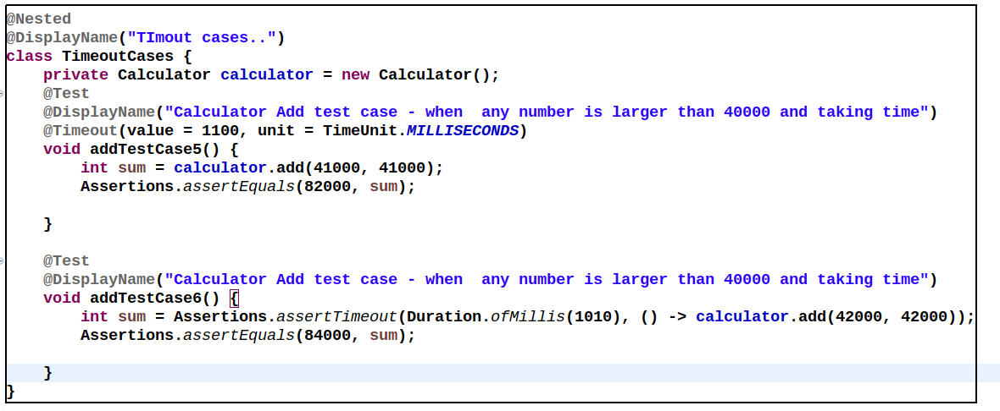 @Nested
@DisplayName("TImout cases..")
class TimeoutCases {
    private Calculator calculator = new Calculator();
    @Test
    @DisplayName("Calculator Add test case - when  any number is larger than 40000 and taking time")
    @Timeout(value = 1100, unit = TimeUnit.MILLISECONDS)
    void addTestCase5() {
        int sum = calculator.add(41000, 41000);
        Assertions.assertEquals(82000, sum);

    }

    @Test
    @DisplayName("Calculator Add test case - when  any number is larger than 40000 and taking time")
    void addTestCase6() {
        int sum = Assertions.assertTimeout(Duration.ofMillis(1010), () -> calculator.add(42000, 42000));
        Assertions.assertEquals(84000, sum);

    }
}